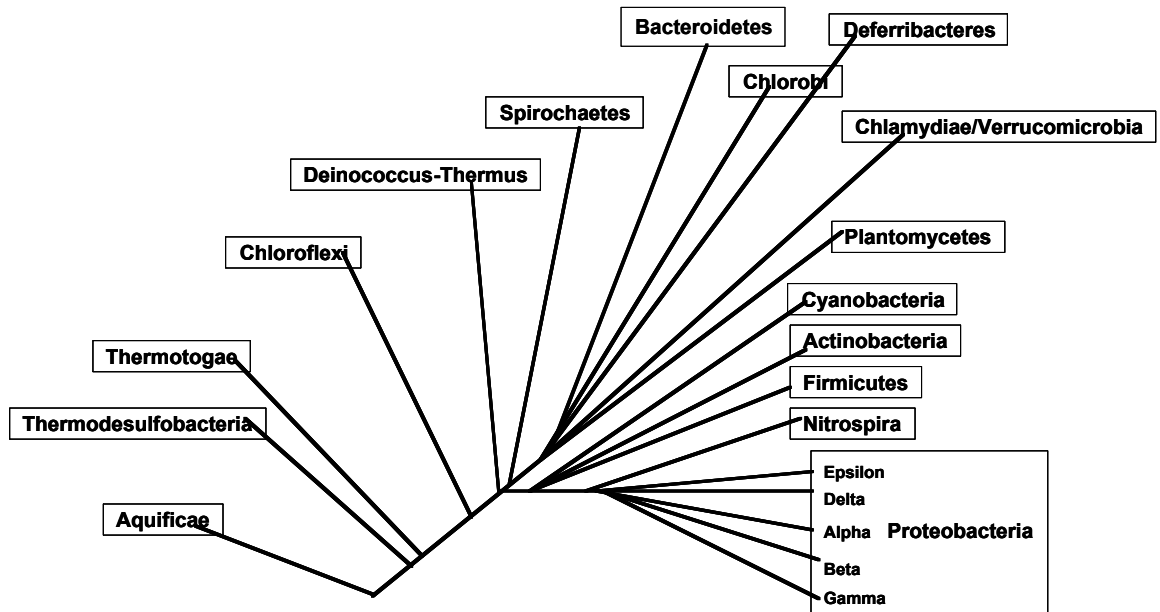 Bacteroidetes
Deferribacteres
Chlorobi
Spirochaetes
Chlamydiae/Verrucomicrobia
Deinococcus-Thermus
Plantomycetes
Chloroflexi
Cyanobacteria
Actinobacteria
Thermotogae
Firmicutes
Thermodesulfobacteria
Nitrospira
Epsilon
Delta
Aquificae
Alpha Proteobacteria
Beta
Gamma